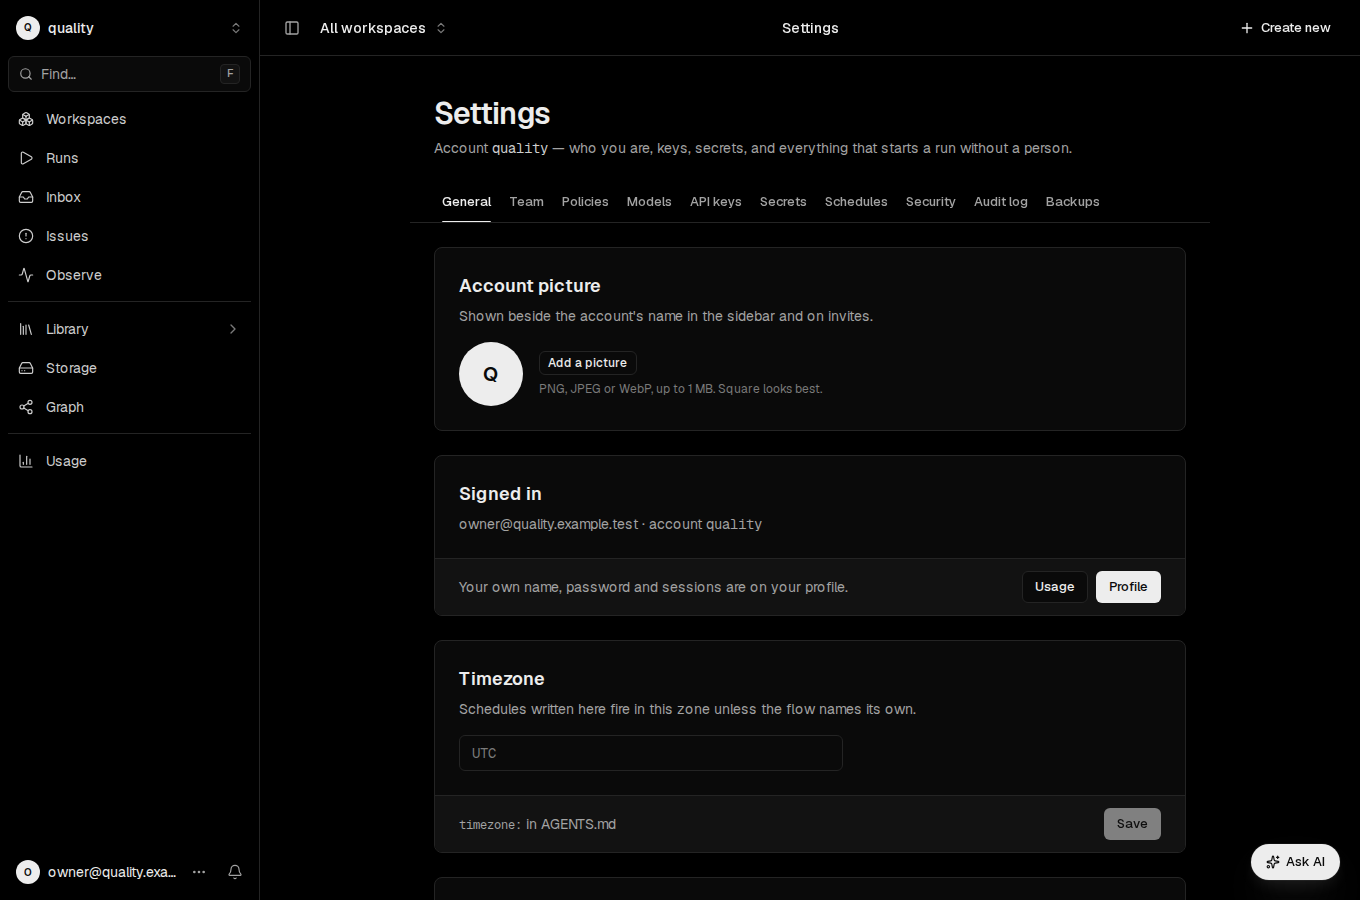 Q quality
Find... F
Workspaces
Runs
Inbox
Issues
Observe
Library
Storage
Graph
Usage
O owner@quality.exa...
All workspaces
Settings
Create new
Settings
Account quality — who you are, keys, secrets, and everything that starts a run without a person.
General Team Policies Models API keys Secrets Schedules Security Audit log Backups
Account picture
Shown beside the account's name in the sidebar and on invites.
Q
Add a picture
PNG, JPEG or WebP, up to 1 MB. Square looks best.
Signed in
owner@quality.example.test · account quality
Your own name, password and sessions are on your profile.
Usage Profile
Timezone
Schedules written here fire in this zone unless the flow names its own.
UTC
timezone: in AGENTS.md
Save
Ask AI